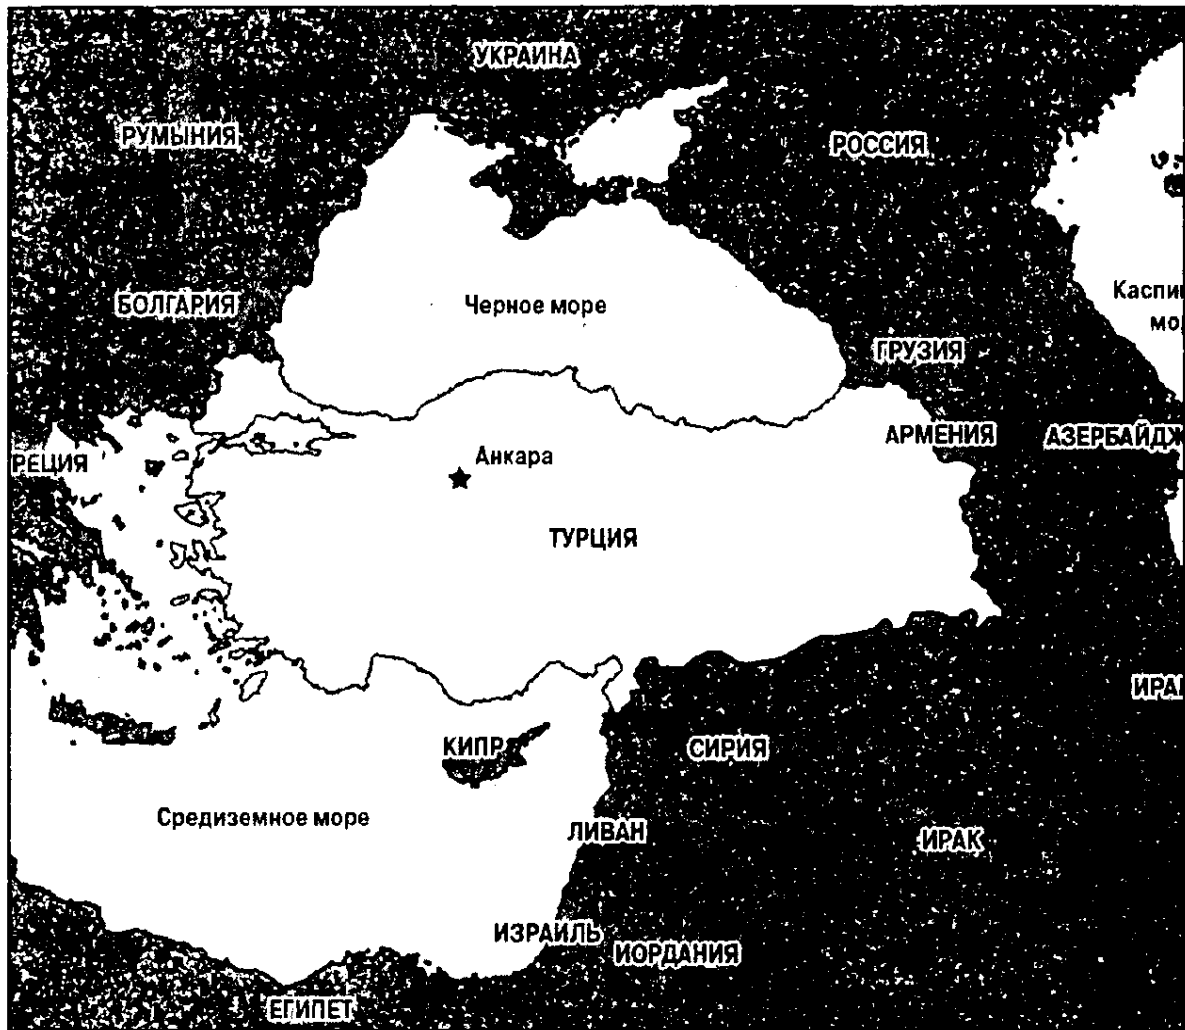 УКРАИНА
РУМЫНИЯ
РОССИЯ
БОЛГАРИЯ
Черное море
Каспи
мо
ГРУЗИЯ
АРМЕНИЯ
АЗЕРБАЙДЖ
РЕЦИЯ
Анкара
ТУРЦИЯ
ИРА
КИПР
СИРИЯ
Средиземное море
ЛИВАН
ИРАК
ИЗРАИЛЬ
ИОРДАНИЯ
ЕГИПЕТ